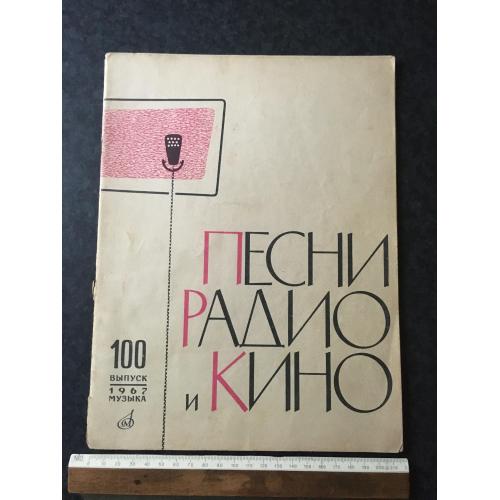 ПЕСНИ
РАДИО
и КИНО
100
ВЫПУСК
1967
МУЗЫКА